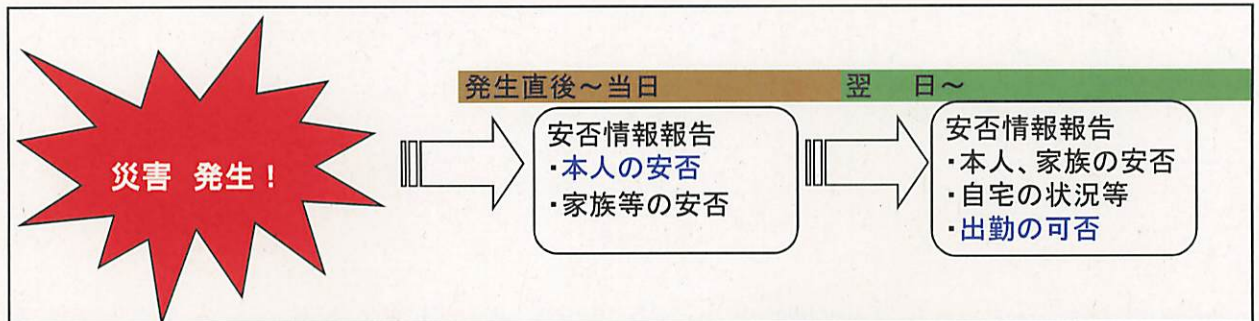 災害 発生！
発生直後～当日
安否情報報告
・本人の安否
・家族等の安否
翌　日～
安否情報報告
・本人、家族の安否
・自宅の状況等
・出勤の可否